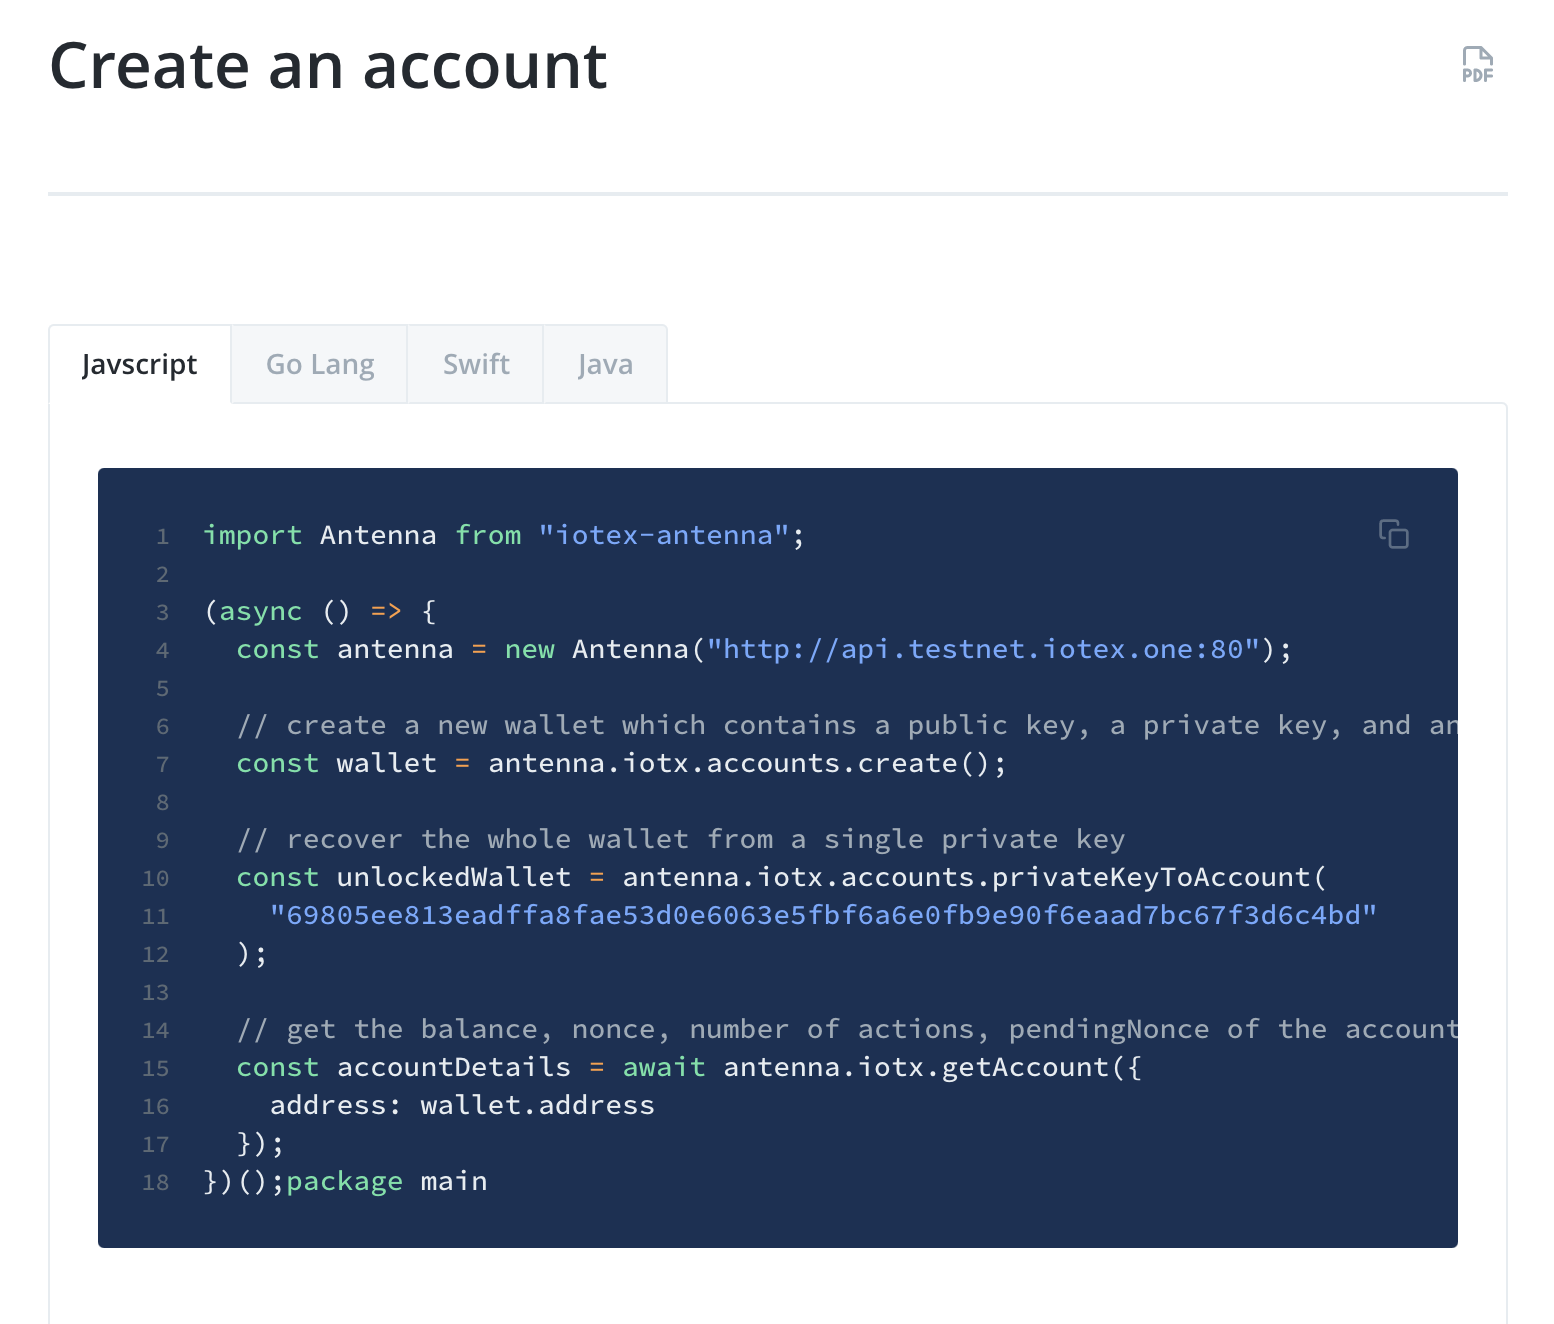 Create an account
PDF
Javscript Go Lang Swift Java
1 import Antenna from "iotex-antenna";
2
3 (async () => {
4   const antenna = new Antenna("http://api.testnet.iotex.one:80");
5
6   // create a new wallet which contains a public key, a private key, and an
7   const wallet = antenna.iotx.accounts.create();
8
9   // recover the whole wallet from a single private key
10   const unlockedWallet = antenna.iotx.accounts.privateKeyToAccount(
11     "69805ee813eadffa8fae53d0e6063e5fbf6a6e0fb9e90f6eaad7bc67f3d6c4bd"
12   );
13
14   // get the balance, nonce, number of actions, pendingNonce of the account
15   const accountDetails = await antenna.iotx.getAccount({
16     address: wallet.address
17   });
18 })();package main